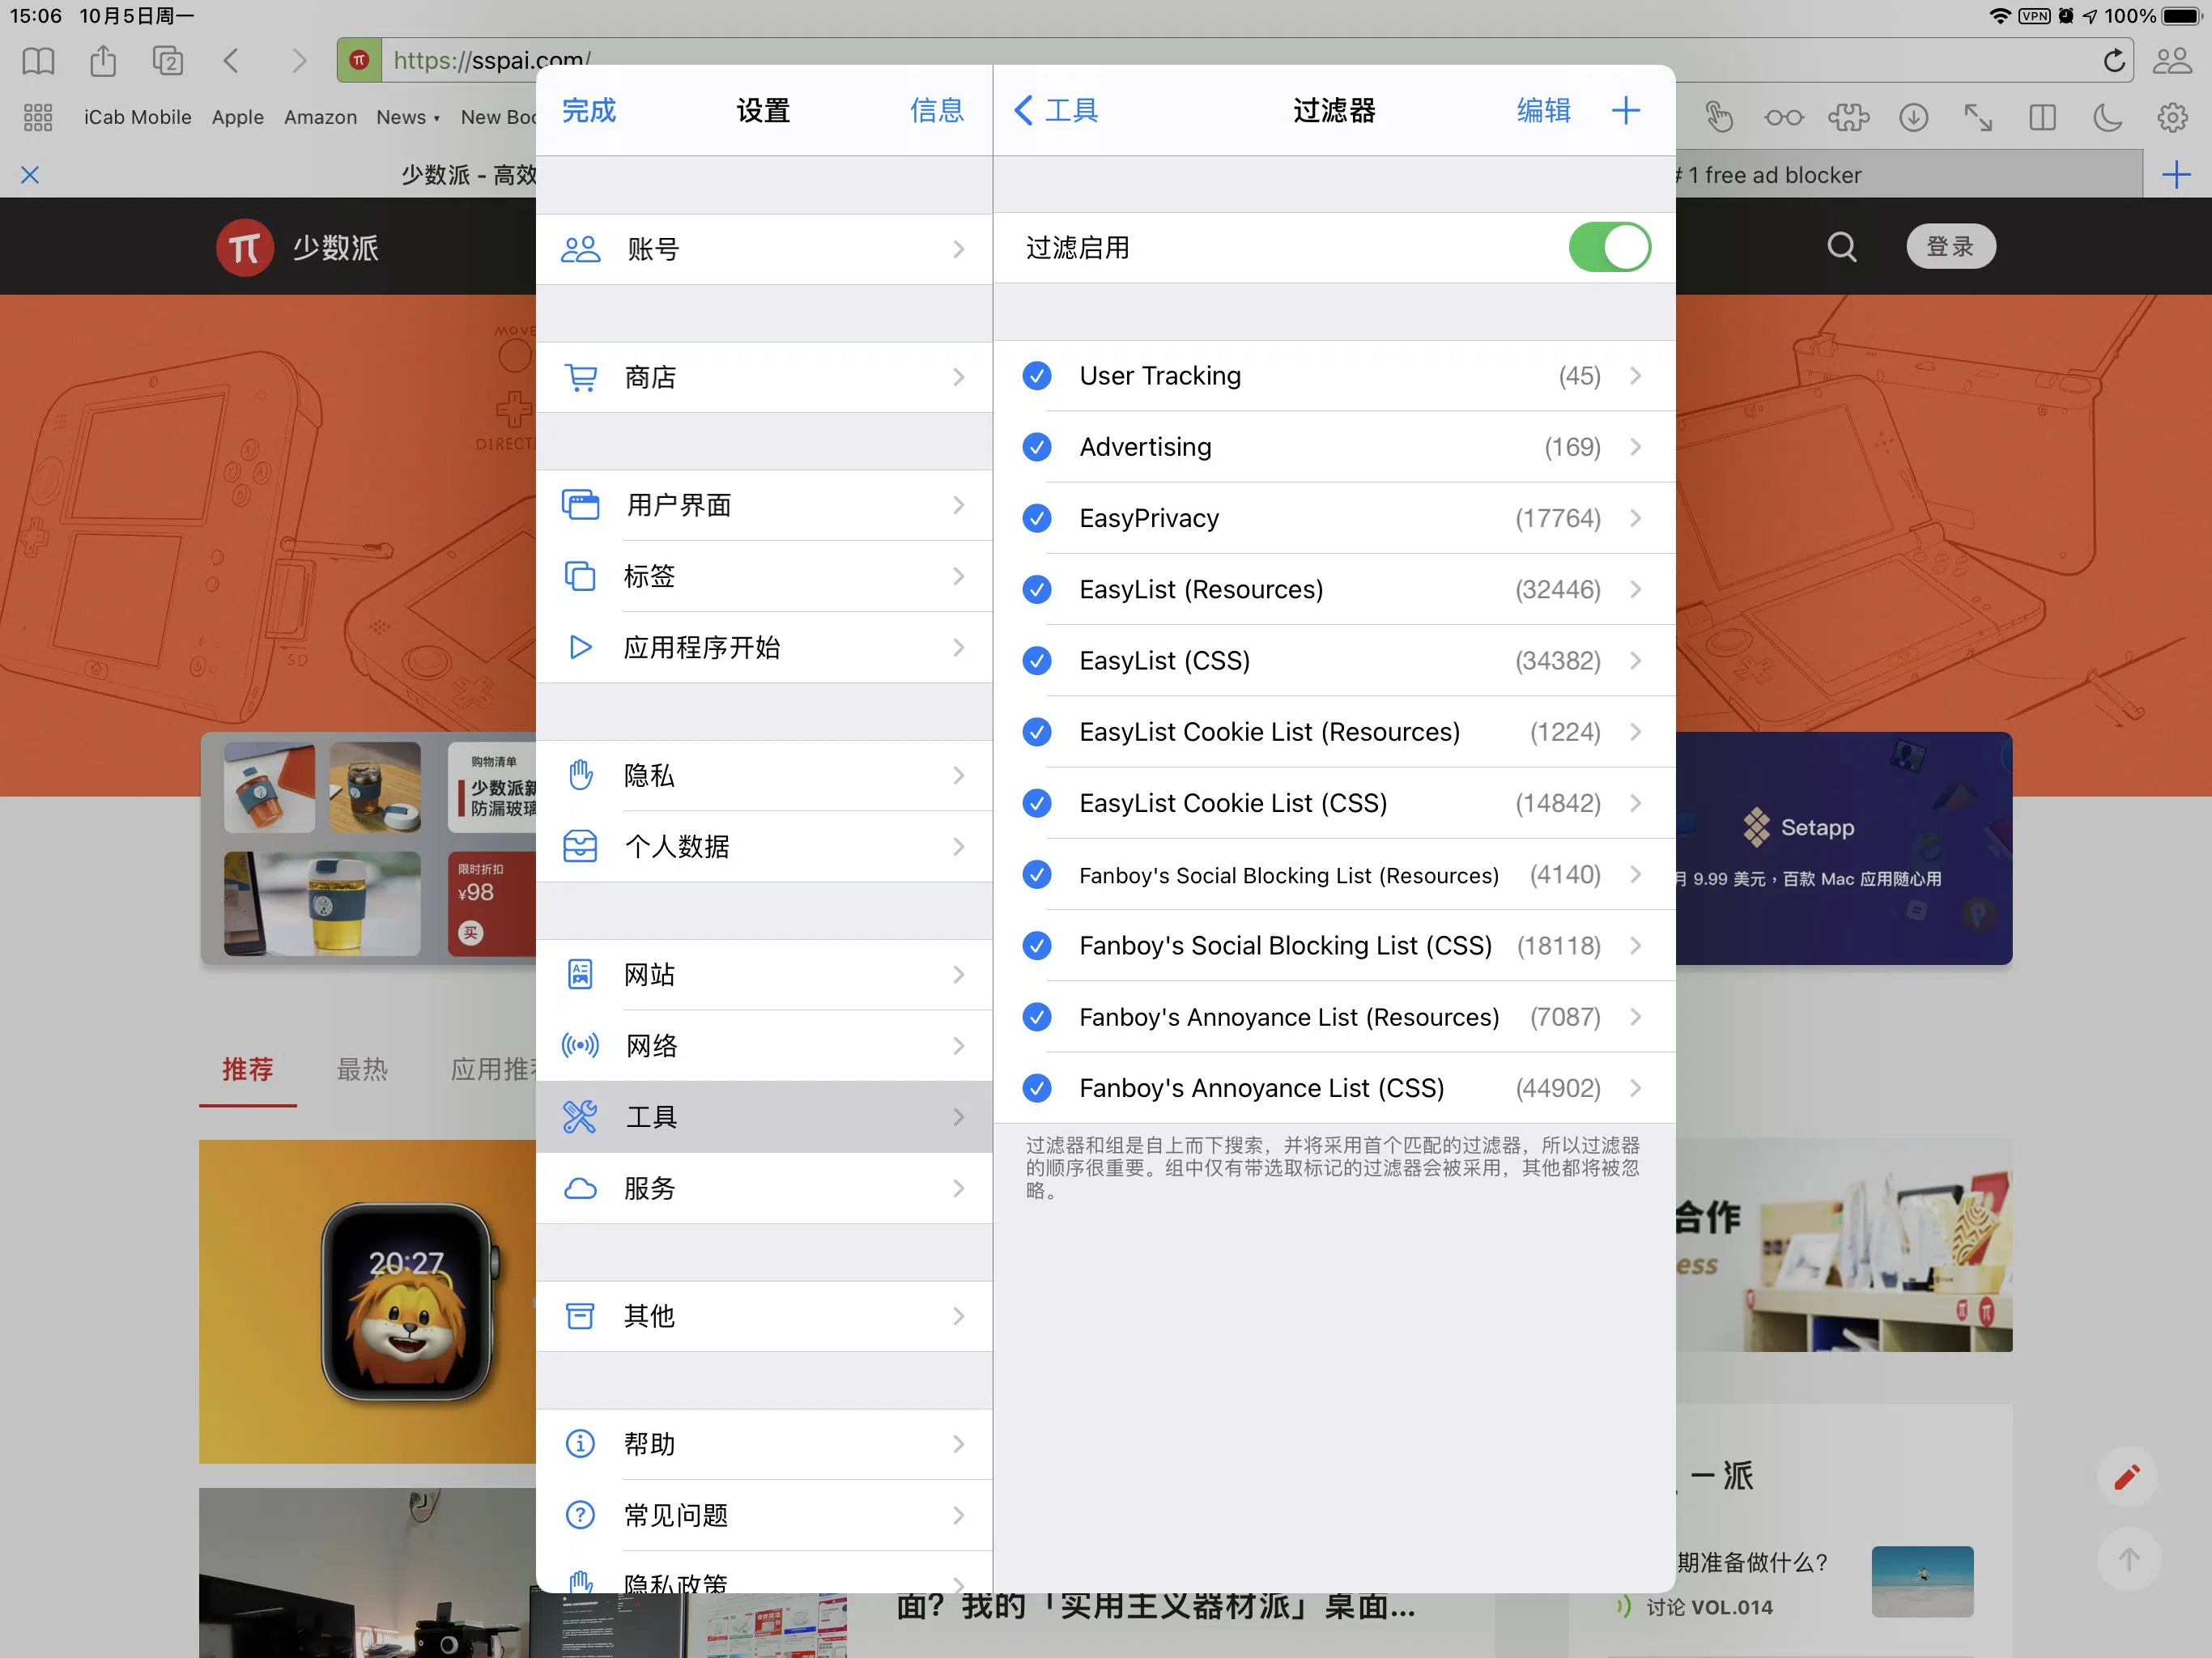 15:06 10月5日周一
VPN 100%
2
https://sspai.com/
iCab Mobile Apple Amazon News New Boo
少数派 - 高效
# 1 free ad blocker
少数派
登录
MOVE
DIRECT
SD
购物清单
少数派新
防漏玻璃
限时折扣
¥98
买
Setapp
月 9.99 美元，百款 Mac 应用随心用
推荐 最热 应用推荐
20:27
合作
ess
一派
期准备做什么？
讨论 VOL.014
面？我的「实用主义器材派」桌面...
完成 设置 信息
账号
商店
用户界面
标签
应用程序开始
隐私
个人数据
网站
网络
工具
服务
其他
帮助
常见问题
隐私政策
工具 过滤器 编辑
过滤启用
User Tracking (45)
Advertising (169)
EasyPrivacy (17764)
EasyList (Resources) (32446)
EasyList (CSS) (34382)
EasyList Cookie List (Resources) (1224)
EasyList Cookie List (CSS) (14842)
Fanboy's Social Blocking List (Resources) (4140)
Fanboy's Social Blocking List (CSS) (18118)
Fanboy's Annoyance List (Resources) (7087)
Fanboy's Annoyance List (CSS) (44902)
过滤器和组是自上而下搜索，并将采用首个匹配的过滤器，所以过滤器
的顺序很重要。组中仅有带选取标记的过滤器会被采用，其他都将被忽
略。